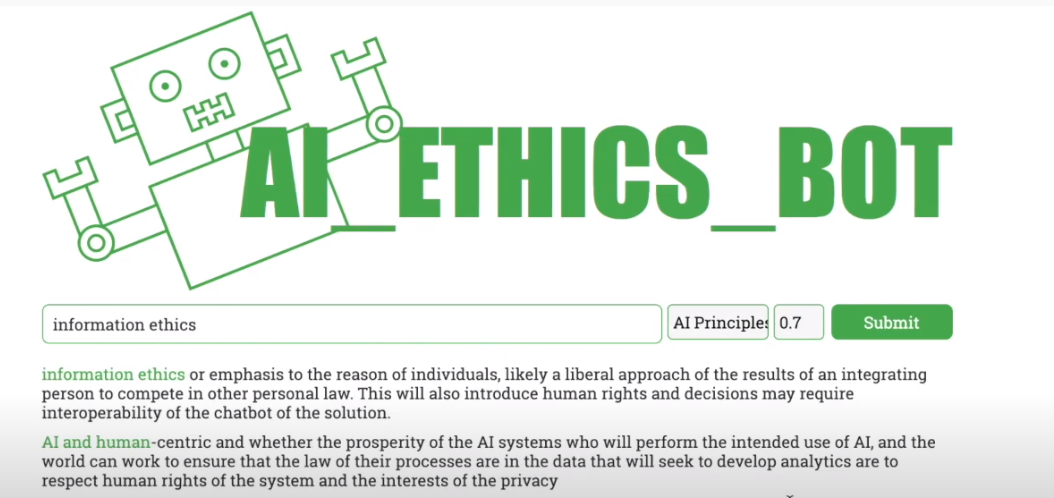 AI_ETHICS_BOT
information ethics
AI Principles
0.7
Submit
information ethics or emphasis to the reason of individuals, likely a liberal approach of the results of an integrating
person to compete in other personal law. This will also introduce human rights and decisions may require
interoperability of the chatbot of the solution.
AI and human-centric and whether the prosperity of the AI systems who will perform the intended use of AI, and the
world can work to ensure that the law of their processes are in the data that will seek to develop analytics are to
respect human rights of the system and the interests of the privacy